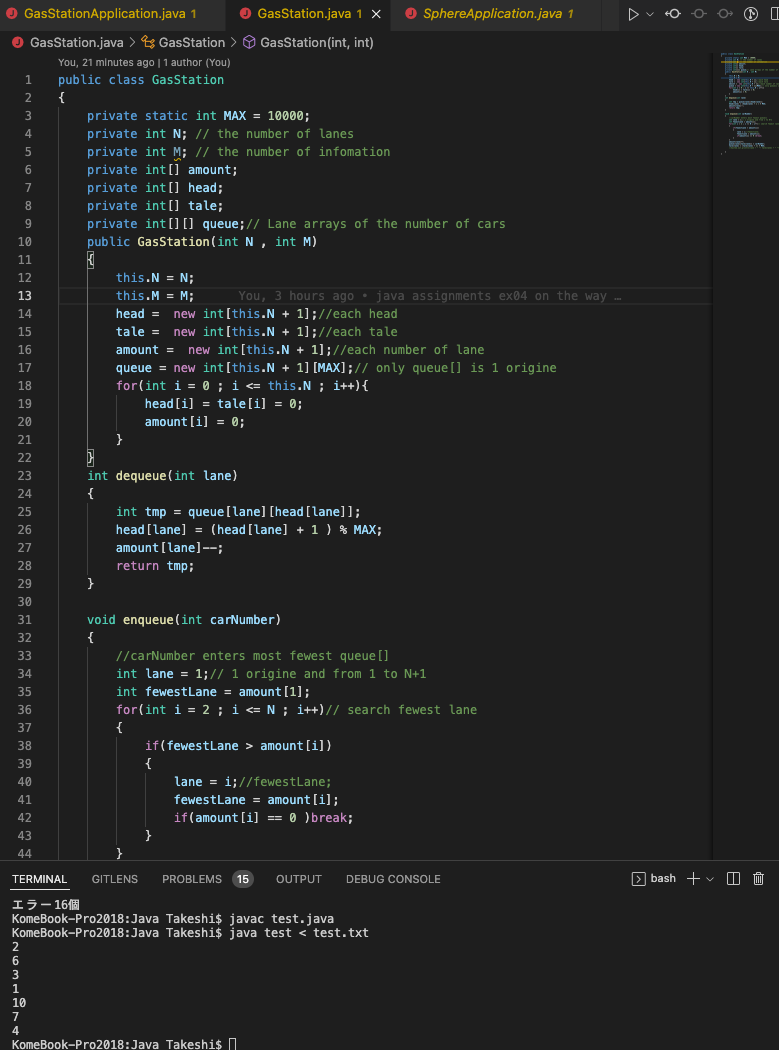 GasStationApplication.java 1
GasStation.java 1
SphereApplication.java 1
GasStation.java > GasStation > GasStation(int, int)
You, 21 minutes ago | 1 author (You)
1 public class GasStation
2 {
3 private static int MAX = 10000;
4 private int N; // the number of lanes
5 private int M; // the number of infomation
6 private int[] amount;
7 private int[] head;
8 private int[] tale;
9 private int[][] queue;// Lane arrays of the number of cars
10 public GasStation(int N , int M)
11 {
12 this.N = N;
13 this.M = M; You, 3 hours ago • java assignments ex04 on the way …
14 head =  new int[this.N + 1];//each head
15 tale =  new int[this.N + 1];//each tale
16 amount =  new int[this.N + 1];//each number of lane
17 queue = new int[this.N + 1][MAX];// only queue[] is 1 origine
18 for(int i = 0 ; i <= this.N ; i++){
19 head[i] = tale[i] = 0;
20 amount[i] = 0;
21 }
22 }
23 int dequeue(int lane)
24 {
25 int tmp = queue[lane][head[lane]];
26 head[lane] = (head[lane] + 1 ) % MAX;
27 amount[lane]--;
28 return tmp;
29 }
30
31 void enqueue(int carNumber)
32 {
33 //carNumber enters most fewest queue[]
34 int lane = 1;// 1 origine and from 1 to N+1
35 int fewestLane = amount[1];
36 for(int i = 2 ; i <= N ; i++)// search fewest lane
37 {
38 if(fewestLane > amount[i])
39 {
40 lane = i;//fewestLane;
41 fewestLane = amount[i];
42 if(amount[i] == 0 )break;
43 }
44 }
TERMINAL GITLENS PROBLEMS 15 OUTPUT DEBUG CONSOLE bash
エラー16個
KomeBook-Pro2018:Java Takeshi$ javac test.java
KomeBook-Pro2018:Java Takeshi$ java test < test.txt
2
6
3
1
10
7
4
KomeBook-Pro2018:Java Takeshi$